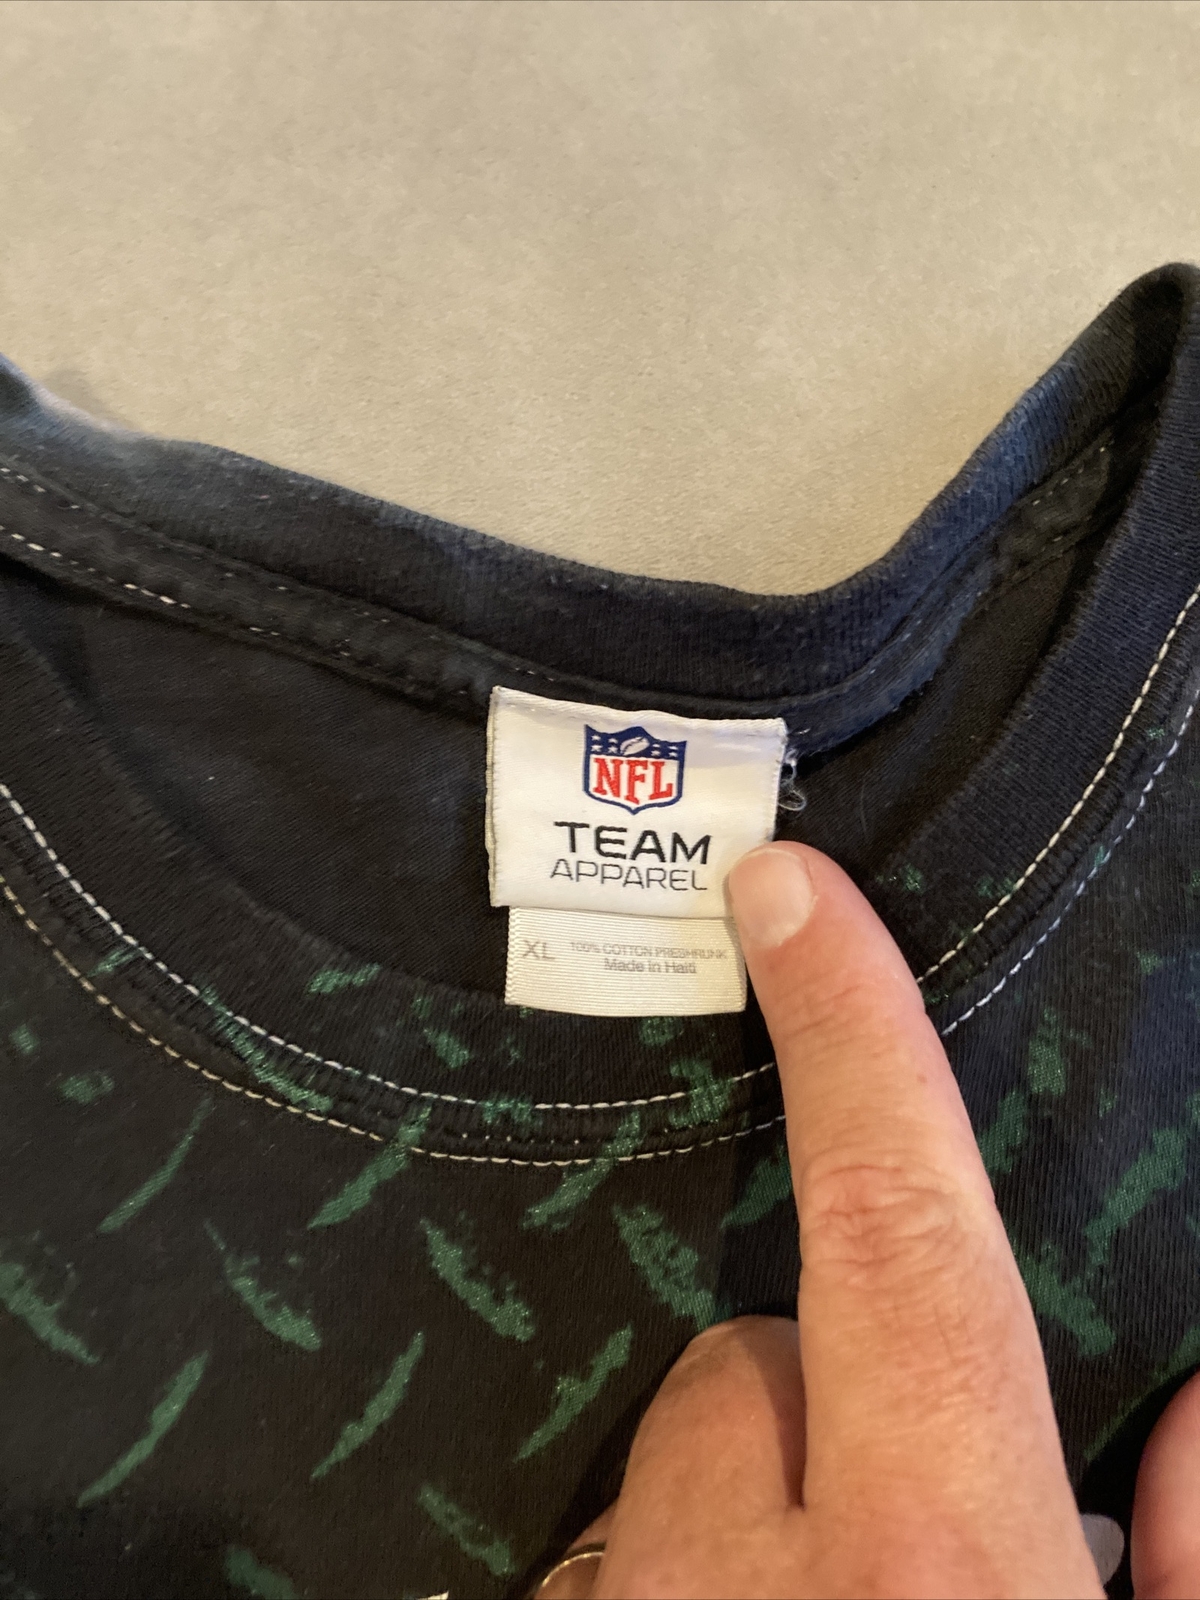 NFL
TEAM
APPAREL
XL 100% COTTON PRESHRUNK
Made in Haiti